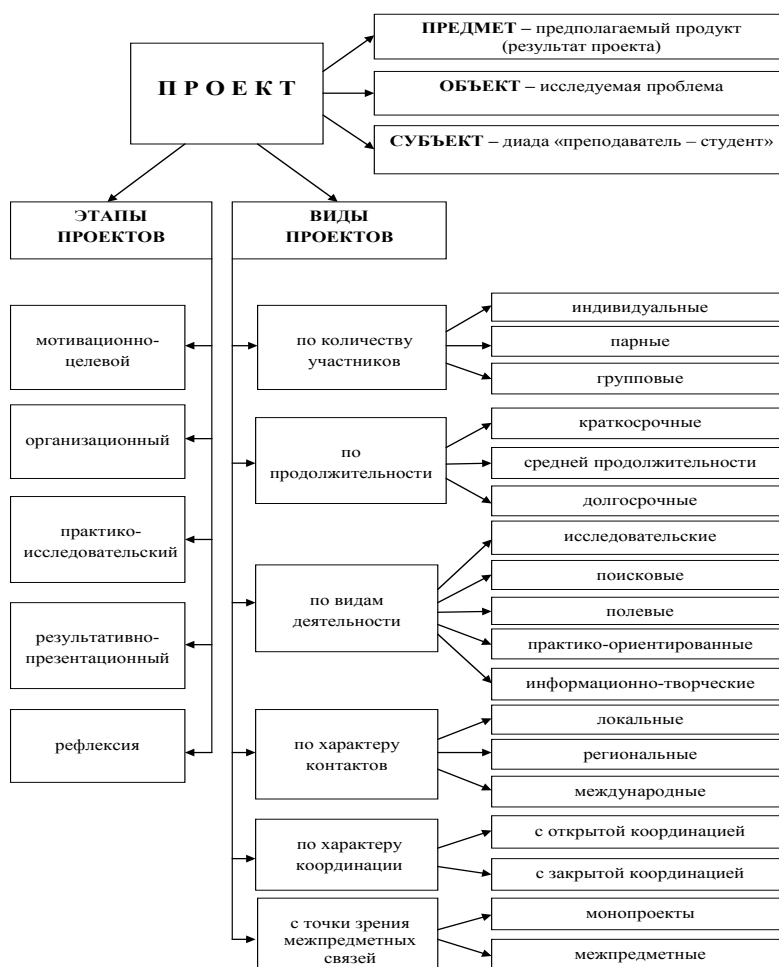 П Р О Е К Т
ПРЕДМЕТ – предполагаемый продукт
(результат проекта)
ОБЪЕКТ – исследуемая проблема
СУБЪЕКТ – диада «преподаватель – студент»
ЭТАПЫ
ПРОЕКТОВ
мотивационно-
целевой
организационный
практико-
исследовательский
результативно-
презентационный
рефлексия
ВИДЫ
ПРОЕКТОВ
по количеству
участников
индивидуальные
парные
групповые
по
продолжительности
краткосрочные
средней продолжительности
долгосрочные
по видам
деятельности
исследовательские
поисковые
полевые
практико-ориентированные
информационно-творческие
по характеру
контактов
локальные
региональные
международные
по характеру
координации
с открытой координацией
с закрытой координацией
с точки зрения
межпредметных
связей
монопроекты
межпредметные